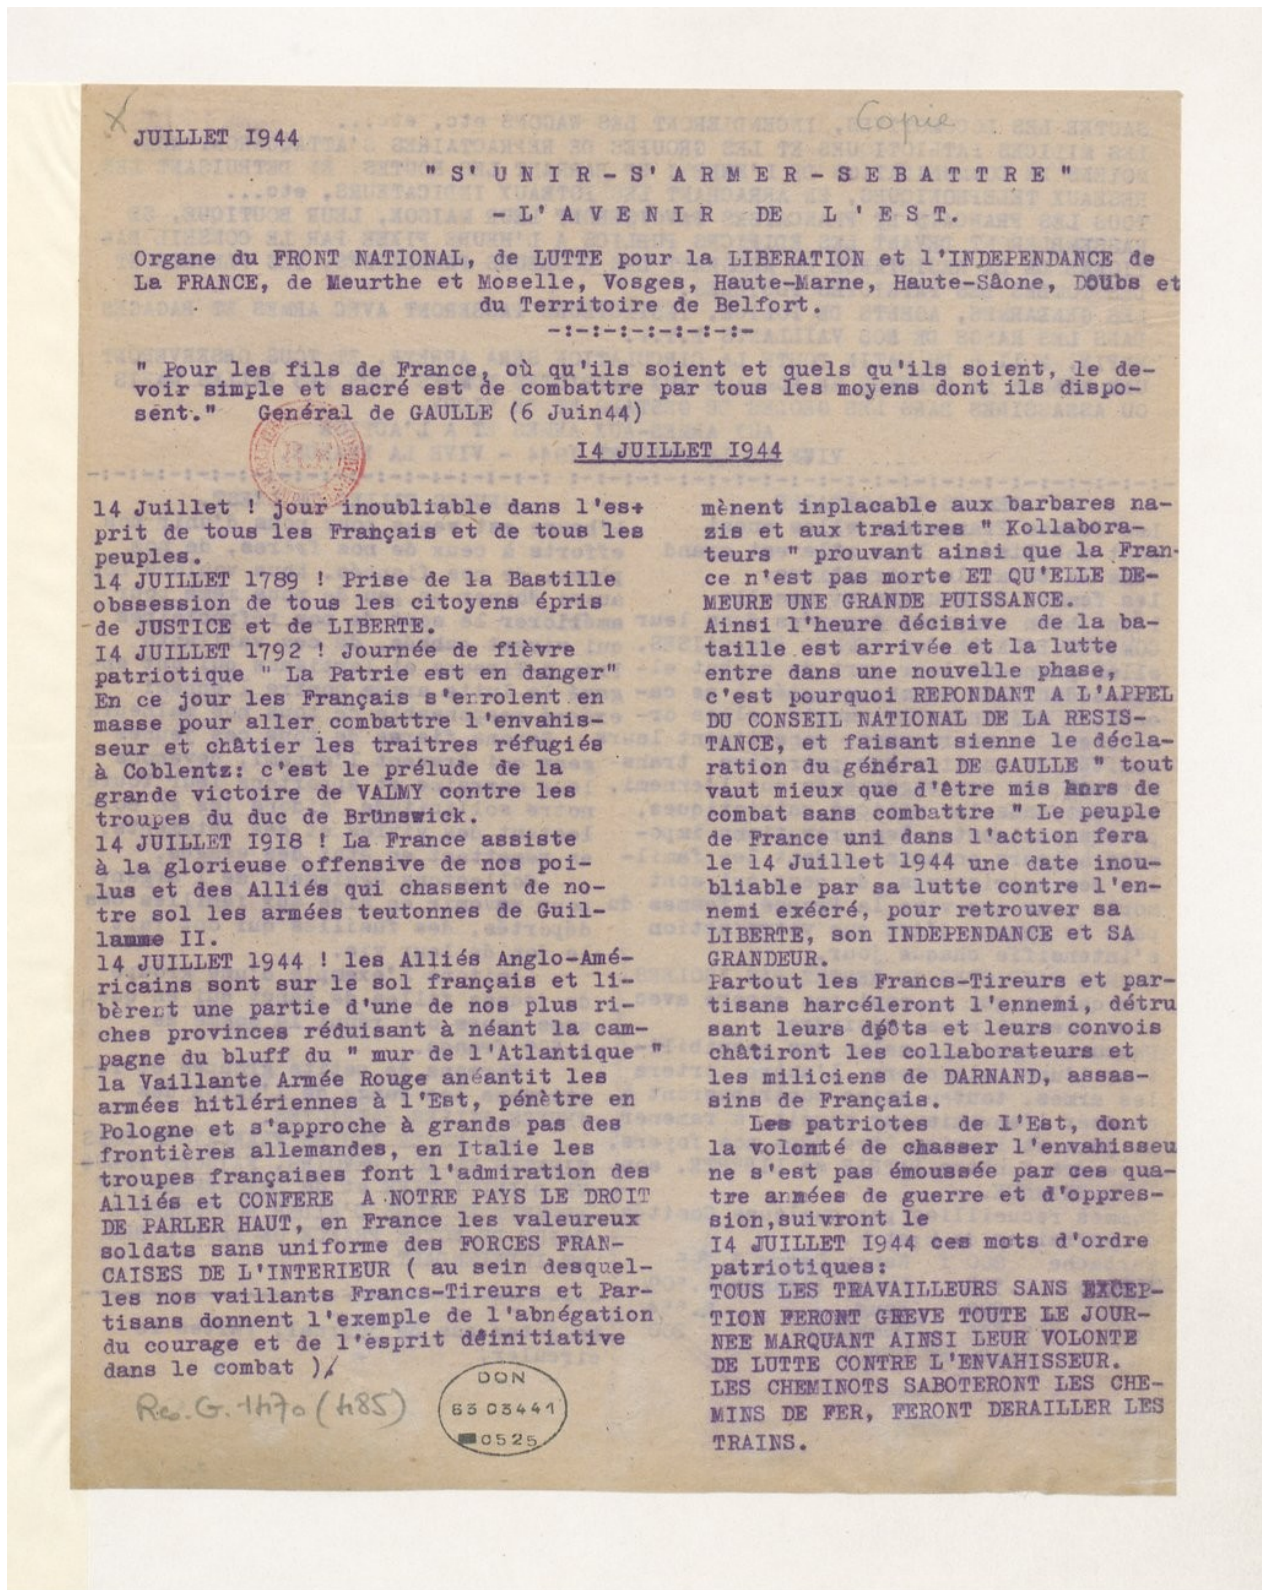 Copie
JUILLET 1944
"S'UNIR-S'ARMER-SEBATTRE"
-L'AVENIR DE L'EST.
Organe du FRONT NATIONAL, de LUTTE pour la LIBERATION et l'INDEPENDANCE de
La FRANCE, de Meurthe et Moselle, Vosges, Haute-Marne, Haute-Sâone, DOUbs et
du Territoire de Belfort.
-:-:-:-:-:-:-:-:-
" Pour les fils de France, où qu'ils soient et quels qu'ils soient, le de-
voir simple et sacré est de combattre par tous les moyens dont ils dispo-
sent." Général de GAULLE (6 Juin44)
14 JUILLET 1944
14 Juillet ! jour inoubliable dans l'es+
prit de tous les Français et de tous les
peuples.
14 JUILLET 1789 ! Prise de la Bastille
obssession de tous les citoyens épris
de JUSTICE et de LIBERTE.
14 JUILLET 1792 ! Journée de fièvre
patriotique " La Patrie est en danger"
En ce jour les Français s'enrolent en
masse pour aller combattre l'envahis-
seur et châtier les traitres réfugiés
à Coblentz: c'est le prélude de la
grande victoire de VALMY contre les
troupes du duc de Brünswick.
14 JUILLET 1918 ! La France assiste
à la glorieuse offensive de nos poi-
lus et des Alliés qui chassent de no-
tre sol les armées teutonnes de Guil-
lamme II.
14 JUILLET 1944 ! les Alliés Anglo-Amé-
ricains sont sur le sol français et li-
bèrent une partie d'une de nos plus ri-
ches provinces réduisant à néant la cam-
pagne du bluff du " mur de l'Atlantique "
la Vaillante Armée Rouge anéantit les
armées hitlériennes à l'Est, pénètre en
Pologne et s'approche à grands pas des
frontières allemandes, en Italie les
troupes françaises font l'admiration des
Alliés et CONFERE A NOTRE PAYS LE DROIT
DE PARLER HAUT, en France les valeureux
soldats sans uniforme des FORCES FRAN-
CAISES DE L'INTERIEUR ( au sein desquel-
les nos vaillants Francs-Tireurs et Par-
tisans donnent l'exemple de l'abnégation
du courage et de l'esprit d'initiative
dans le combat )
mènent inplacable aux barbares na-
zis et aux traitres " Kollabora-
teurs " prouvant ainsi que la Fran-
ce n'est pas morte ET QU'ELLE DE-
MEURE UNE GRANDE PUISSANCE.
Ainsi l'heure décisive de la ba-
taille est arrivée et la lutte
entre dans une nouvelle phase,
c'est pourquoi REPONDANT A L'APPEL
DU CONSEIL NATIONAL DE LA RESIS-
TANCE, et faisant sienne le décla-
ration du général DE GAULLE " tout
vaut mieux que d'être mis hors de
combat sans combattre " Le peuple
de France uni dans l'action fera
le 14 Juillet 1944 une date inou-
bliable par sa lutte contre l'en-
nemi exécré, pour retrouver sa
LIBERTE, son INDEPENDANCE et SA
GRANDEUR.
Partout les Francs-Tireurs et par-
tisans harcéleront l'ennemi, détru
sant leurs dpôts et leurs convois
châtiront les collaborateurs et
les miliciens de DARNAND, assas-
sins de Français.
Les patriotes de l'Est, dont
la volonté de chasser l'envahisseu
ne s'est pas émoussée par ces qua-
tre années de guerre et d'oppres-
sion,suivront le
14 JUILLET 1944 ces mots d'ordre
patriotiques:
TOUS LES TRAVAILLEURS SANS EXCEP-
TION FERONT GREVE TOUTE LE JOUR-
NEE MARQUANT AINSI LEUR VOLONTE
DE LUTTE CONTRE L'ENVAHISSEUR.
LES CHEMINOTS SABOTERONT LES CHE-
MINS DE FER, FERONT DERAILLER LES
TRAINS.
Res. G. 1470 (485)
DON
63 03441
0525